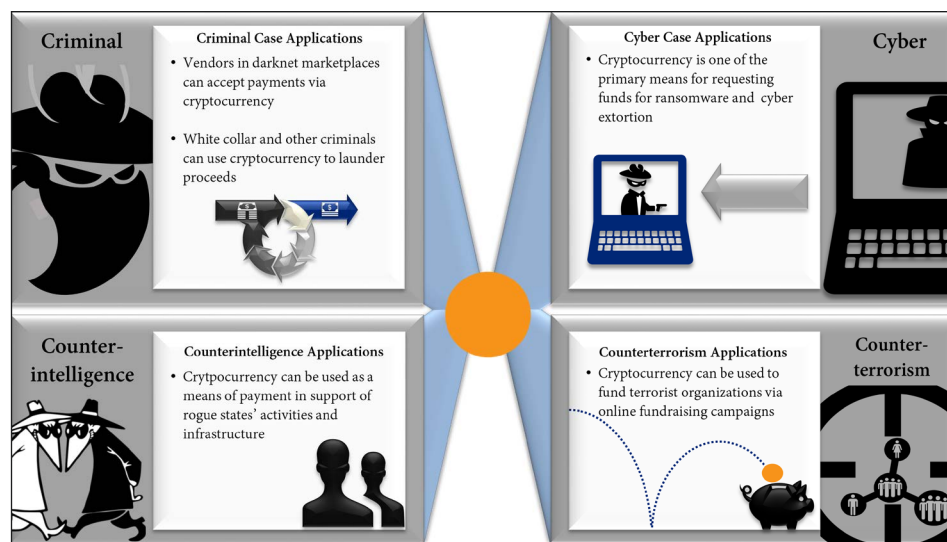 Criminal
Criminal Case Applications
• Vendors in darknet marketplaces
can accept payments via
cryptocurrency
• White collar and other criminals
can use cryptocurrency to launder
proceeds
Cyber Case Applications
• Cryptocurrency is one of the
primary means for requesting
funds for ransomware and cyber
extortion
Cyber
Counter-
intelligence
Counterintelligence Applications
• Crytpocurrency can be used as a
means of payment in support of
rogue states’ activities and
infrastructure
Counterterrorism Applications
• Cryptocurrency can be used to
fund terrorist organizations via
online fundraising campaigns
Counter-
terrorism